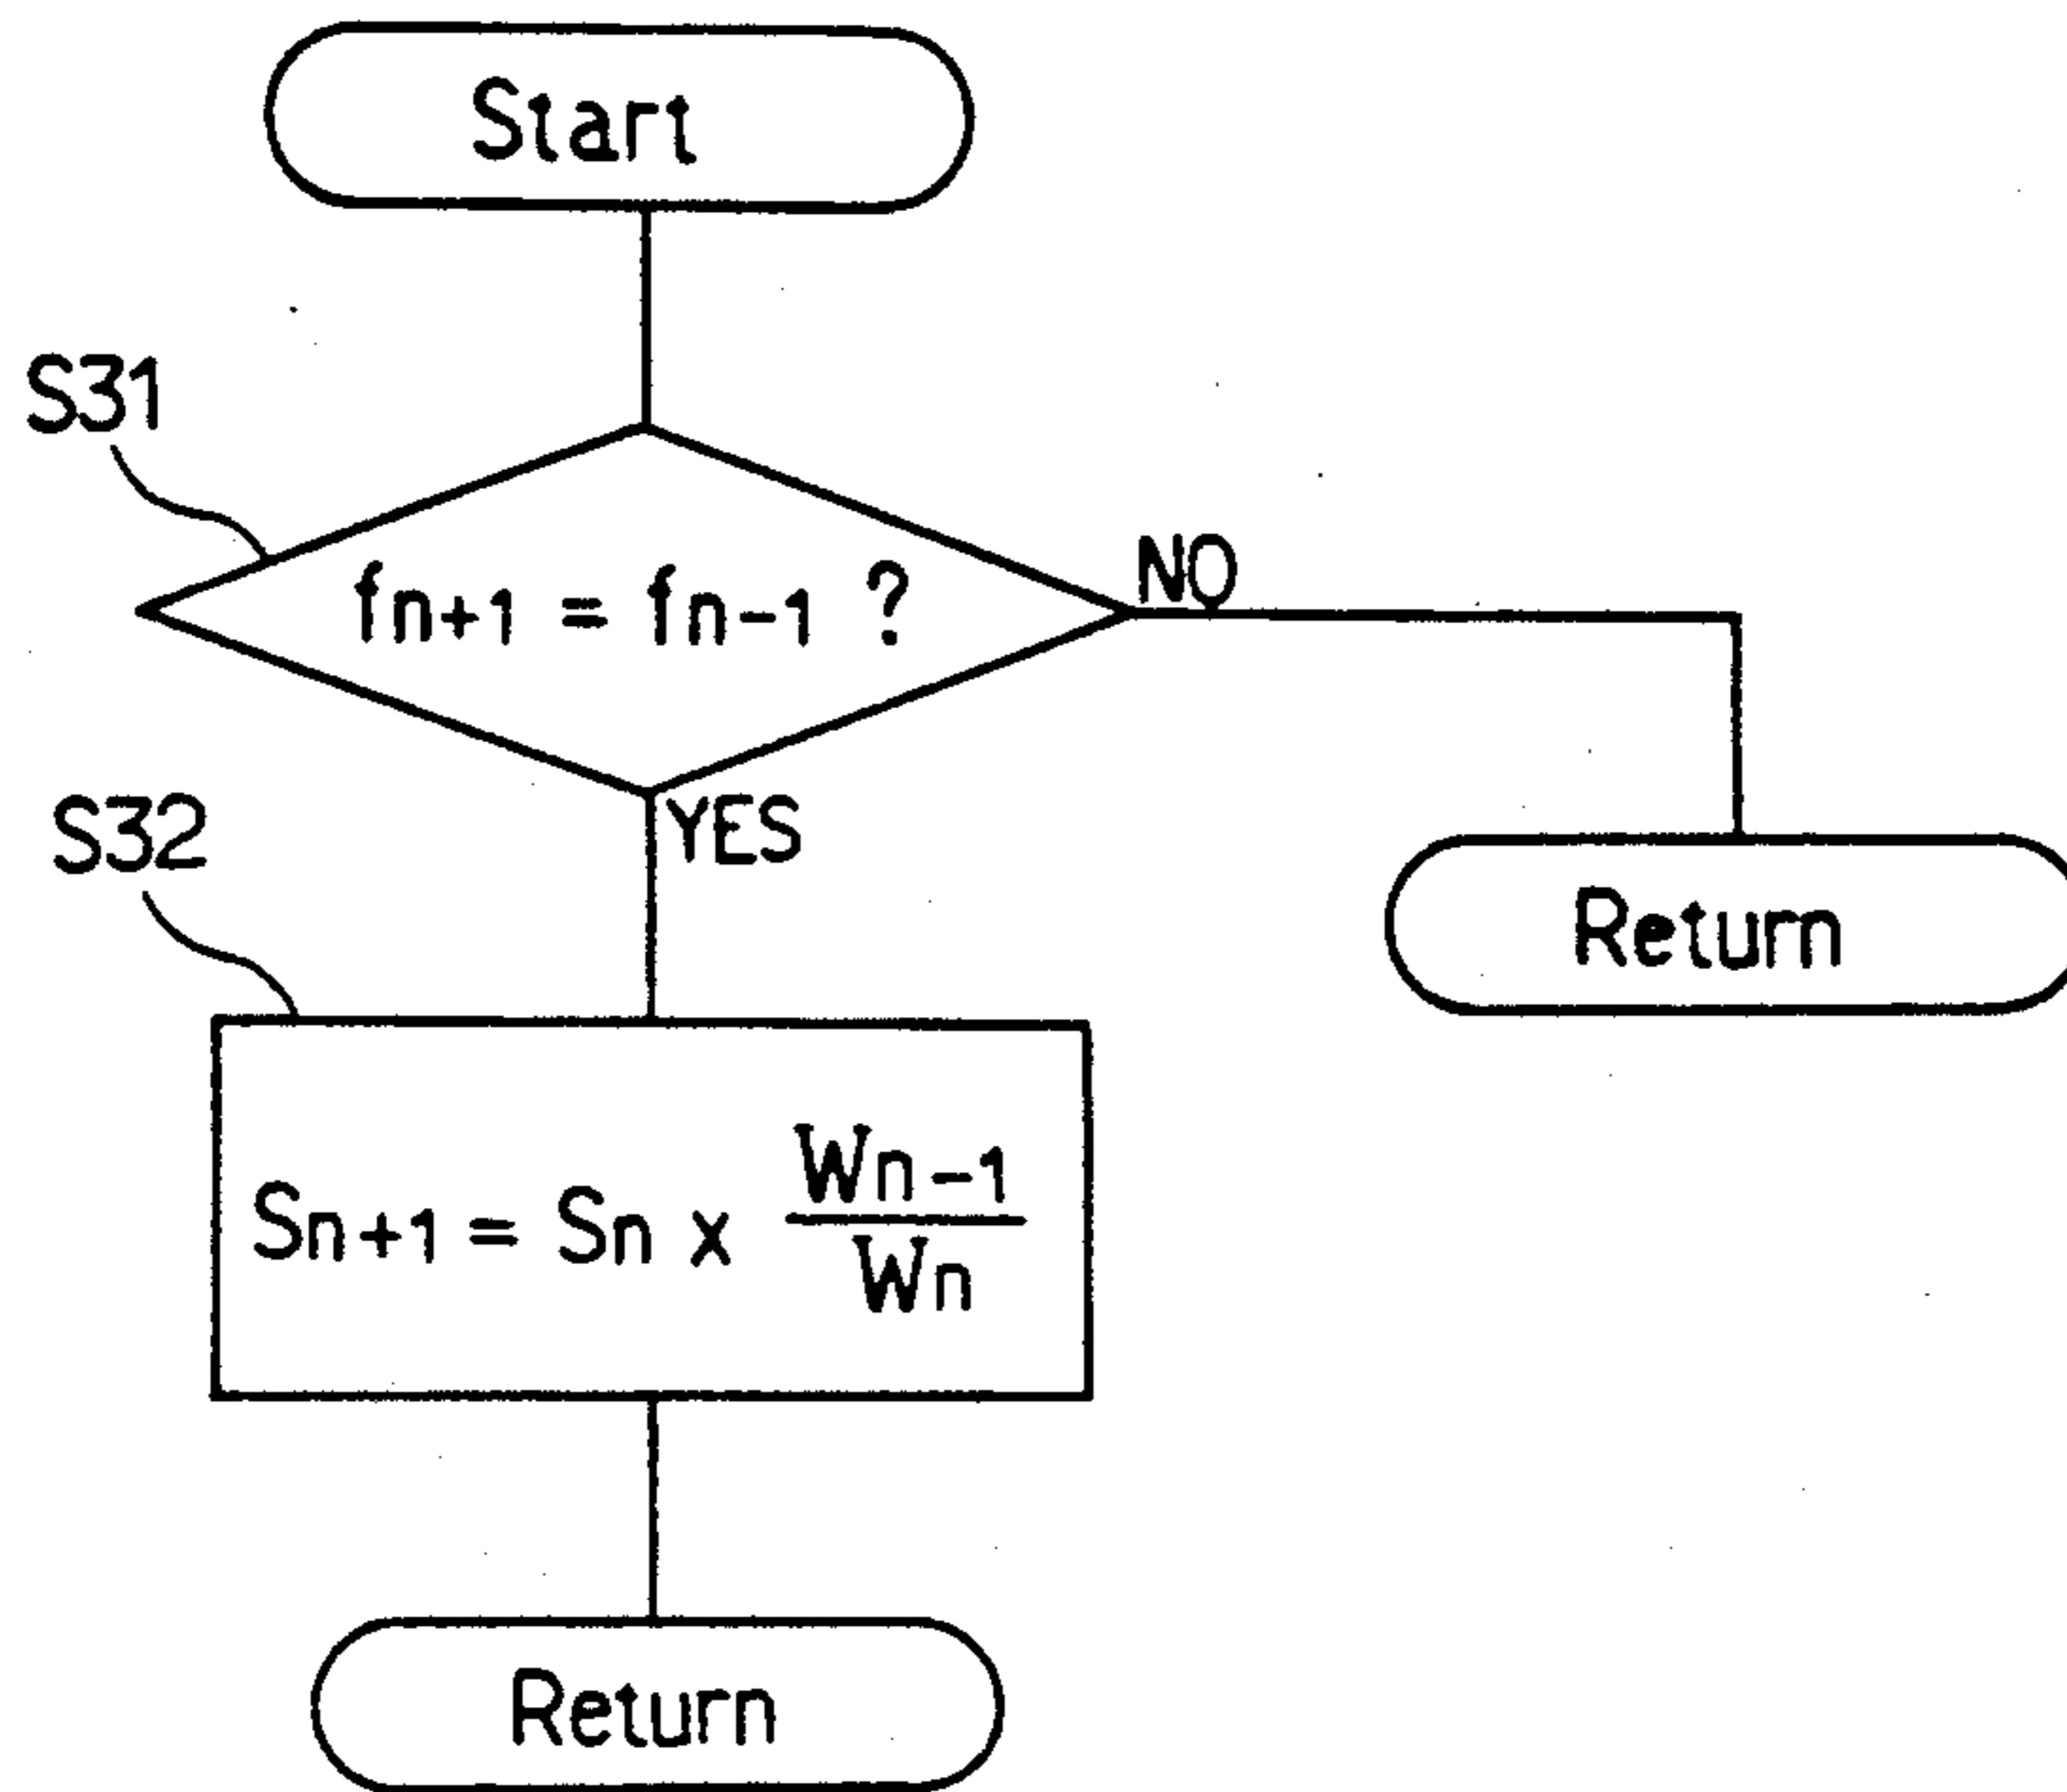 Start
S31
fn+1 = fn-1 ?
NO
S32
YES
Return
Sn+1 = Sn x Wn-1
Wn
Return